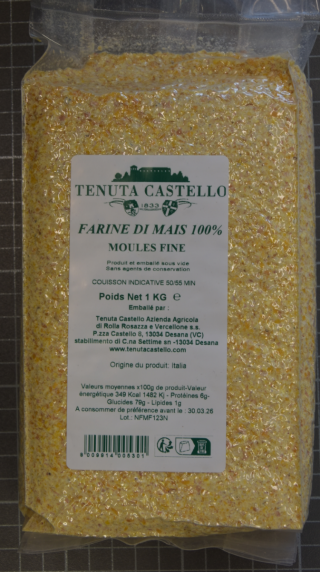 TENUTA CASTELLO
1833
FARINE DI MAIS 100%
MOULES FINE
Produit et emballé sous vide
Sans agents de conservation
COUISSON INDICATIVE 50/55 MIN
Poids Net 1 KG ℮
Emballé par :
Tenuta Castello Azienda Agricola
di Rolla Rosazza e Vercellone s.s.
P.zza Castello 8, 13034 Desana (VC)
stabilimento di C.na Settime sn -13034 Desana
www.tenutacastello.com
Origine du produit: Italia
Valeurs moyennes x100g de produit-Valeur
énergétique 349 Kcal 1482 Kj - Protéines 6g-
Glucides 79g - Lipides 1g
A consommer de préférence avant le : 30.03.26
Lot : NFMF123N